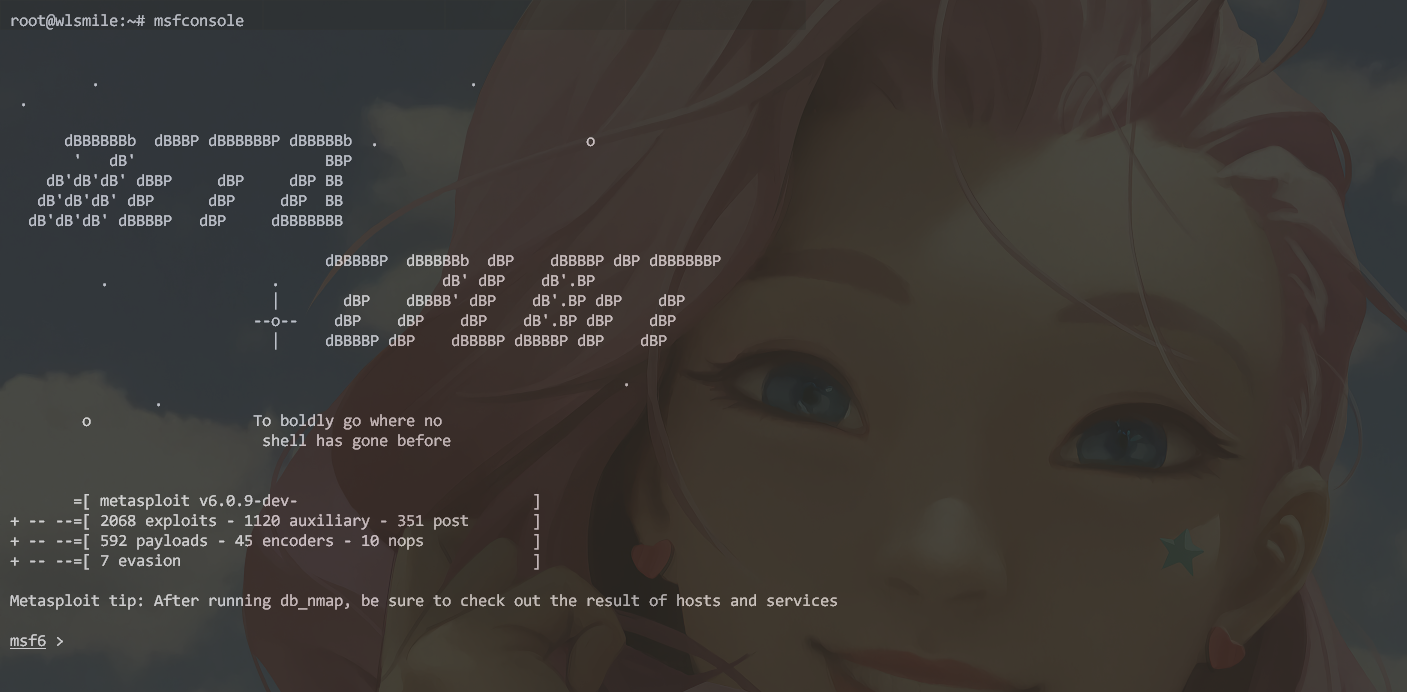 root@wlsmile:~# msfconsole
.                                         .
.
dBBBBBBb  dBBBP dBBBBBBP dBBBBBb  .                       o
'   dB'                     BBP
dB'dB'dB' dBBP     dBP     dBP BB
dB'dB'dB' dBP      dBP     dBP  BB
dB'dB'dB' dBBBBP   dBP     dBBBBBBB
dBBBBBP  dBBBBBb  dBP    dBBBBP dBP dBBBBBBP
.                  .                  dB' dBP    dB'.BP
|       dBP    dBBBB' dBP    dB'.BP dBP    dBP
--o--    dBP    dBP    dBP    dB'.BP dBP    dBP
|     dBBBBP dBP    dBBBBP dBBBBP dBP    dBP
.
.
o                  To boldly go where no
shell has gone before
=[ metasploit v6.0.9-dev-                          ]
+ -- --=[ 2068 exploits - 1120 auxiliary - 351 post       ]
+ -- --=[ 592 payloads - 45 encoders - 10 nops            ]
+ -- --=[ 7 evasion                                       ]
Metasploit tip: After running db_nmap, be sure to check out the result of hosts and services
msf6 >